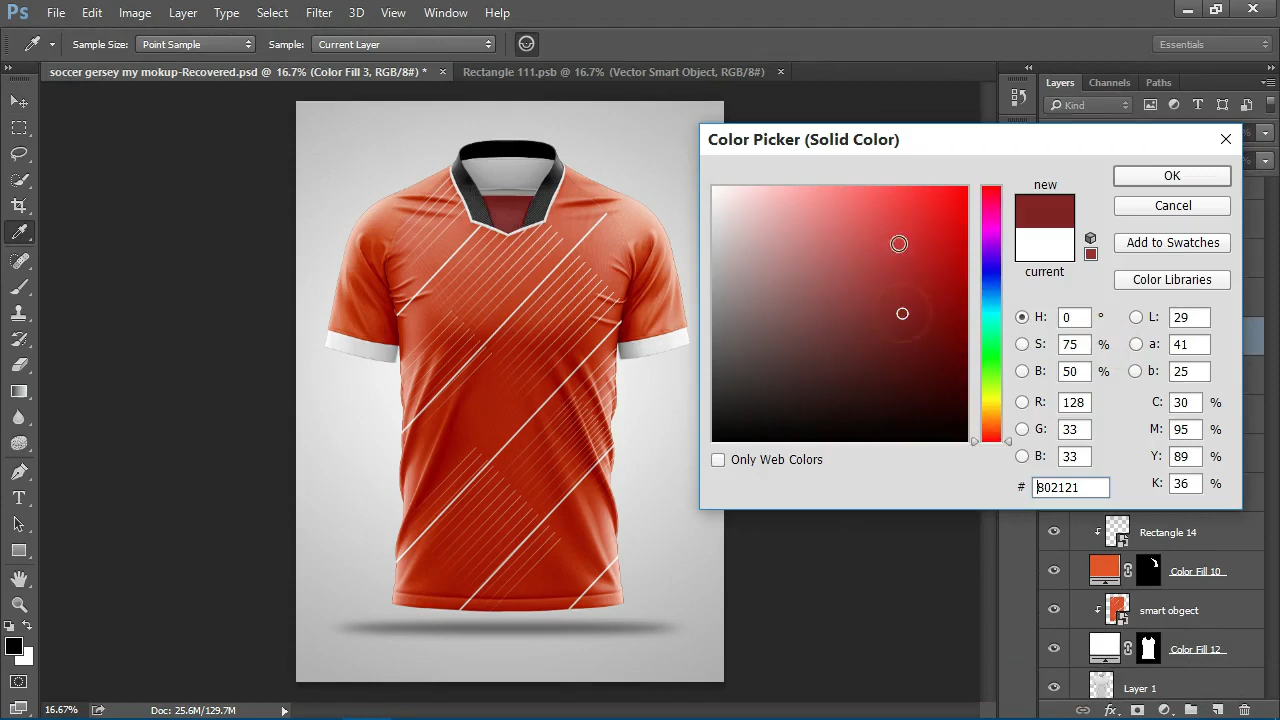 Ps File Edit Image Layer Type Select Filter 3D View Window Help
Sample Size: Point Sample Sample: Current Layer Essentials
soccer gersey my mokup-Recovered.psd @ 16.7% (Color Fill 3, RGB/8#) * × Rectangle 111.psb @ 16.7% (Vector Smart Object, RGB/8#) ×
Layers Channels Paths
Kind
Color Picker (Solid Color)
new
OK
Cancel
Add to Swatches
current
Color Libraries
H: 0 ° L: 29
S: 75 % a: 41
B: 50 % b: 25
R: 128 C: 30 %
G: 33 M: 95 %
B: 33 Y: 89 %
# 802121 K: 36 %
Only Web Colors
Rectangle 14
Color Fill 10
smart object
Color Fill 12
Layer 1
16.67% Doc: 25.6M/129.7M
fx